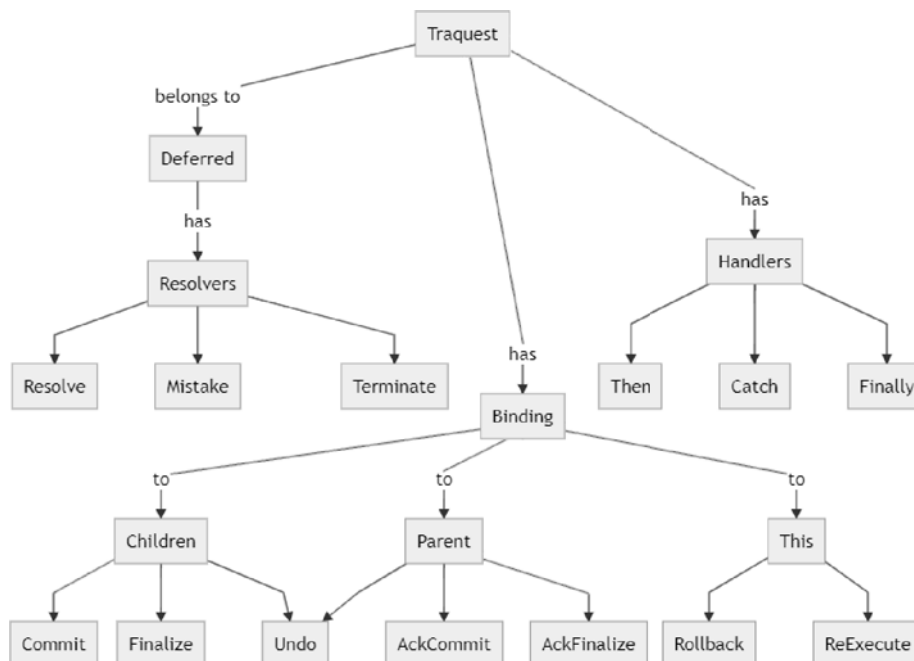 Traquest
belongs to
Deferred
has
has
Handlers
Resolvers
has
Resolve
Mistake
Terminate
Then
Catch
Finally
Binding
to
to
to
Children
Parent
This
Commit
Finalize
Undo
AckCommit
AckFinalize
Rollback
ReExecute